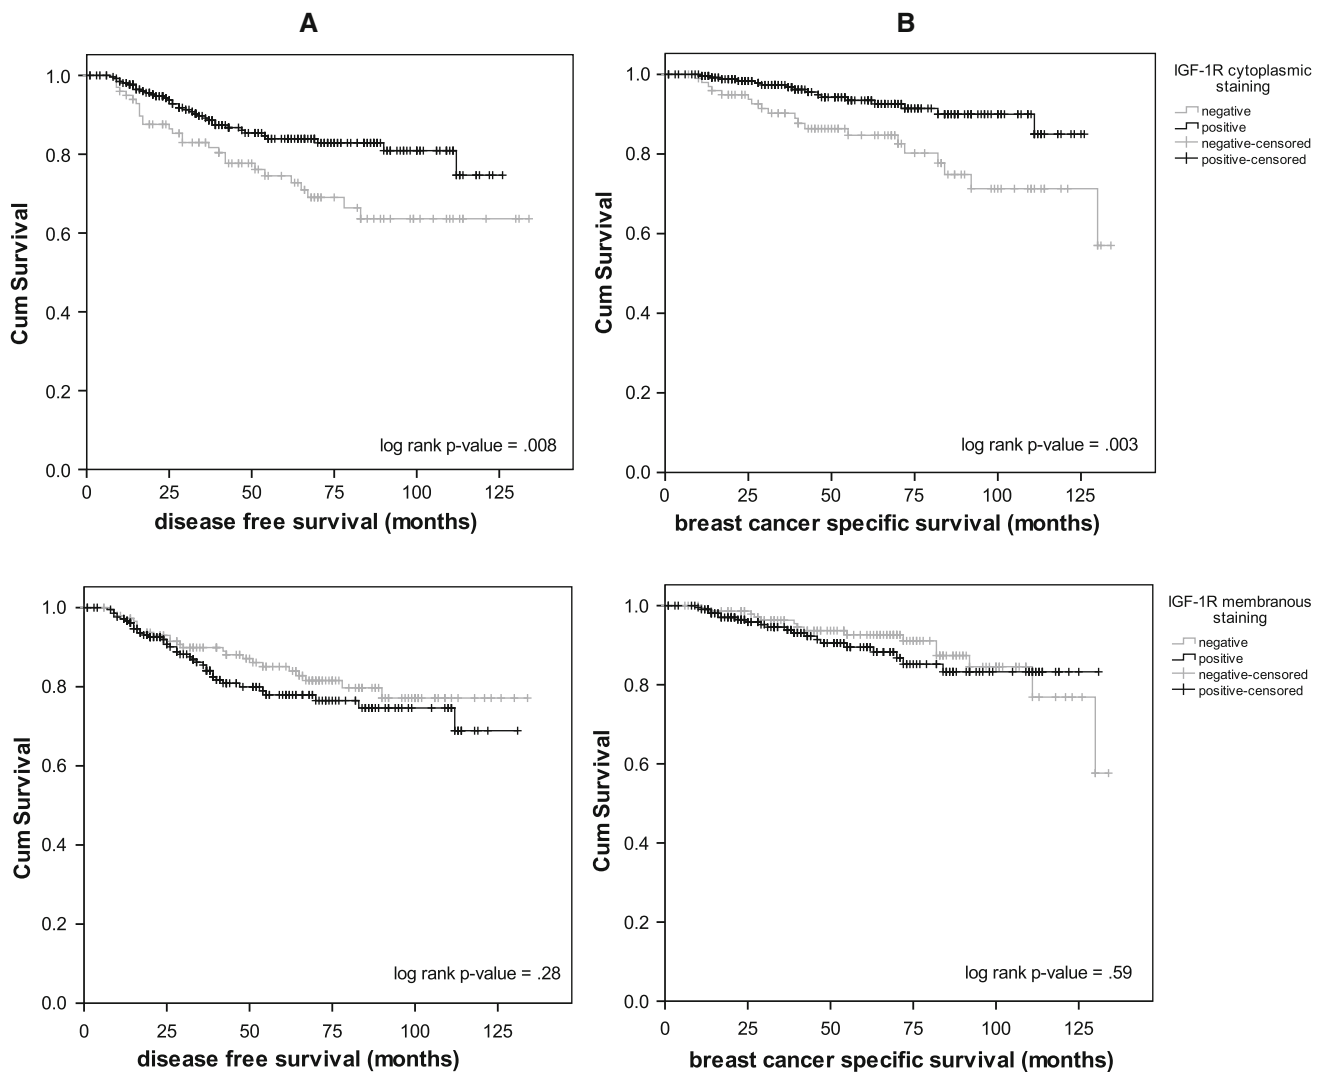 A
B
1.0
0.8
0.6
0.4
0.2
0.0
Cum Survival
log rank p-value = .008
0 25 50 75 100 125
disease free survival (months)
1.0
0.8
0.6
0.4
0.2
0.0
Cum Survival
log rank p-value = .003
0 25 50 75 100 125
breast cancer specific survival (months)
IGF-1R cytoplasmic
staining
negative
positive
negative-censored
positive-censored
1.0
0.8
0.6
0.4
0.2
0.0
Cum Survival
log rank p-value = .28
0 25 50 75 100 125
disease free survival (months)
1.0
0.8
0.6
0.4
0.2
0.0
Cum Survival
log rank p-value = .59
0 25 50 75 100 125
breast cancer specific survival (months)
IGF-1R membranous
staining
negative
positive
negative-censored
positive-censored